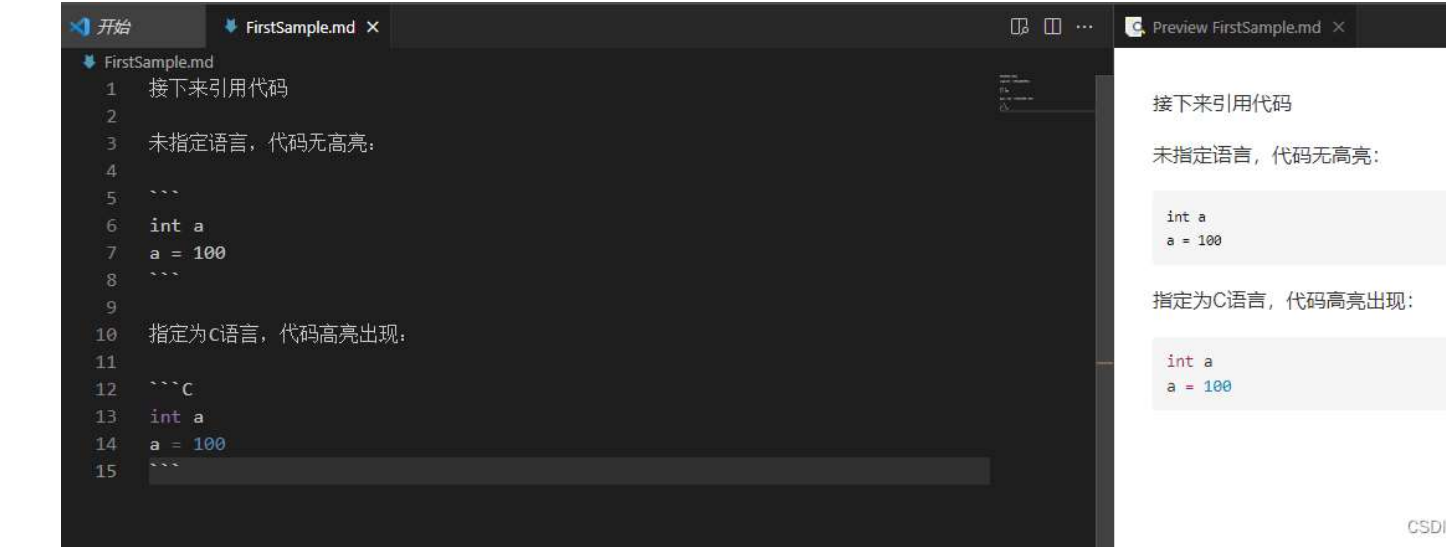 开始
FirstSample.md ×
Preview FirstSample.md ×
FirstSample.md
1 接下来引用代码
2
3 未指定语言，代码无高亮：
4
5 ```
6 int a
7 a = 100
8 ```
9
10 指定为C语言，代码高亮出现：
11
12 ```C
13 int a
14 a = 100
15 ```
接下来引用代码
未指定语言，代码无高亮：
int a
a = 100
指定为C语言，代码高亮出现：
int a
a = 100